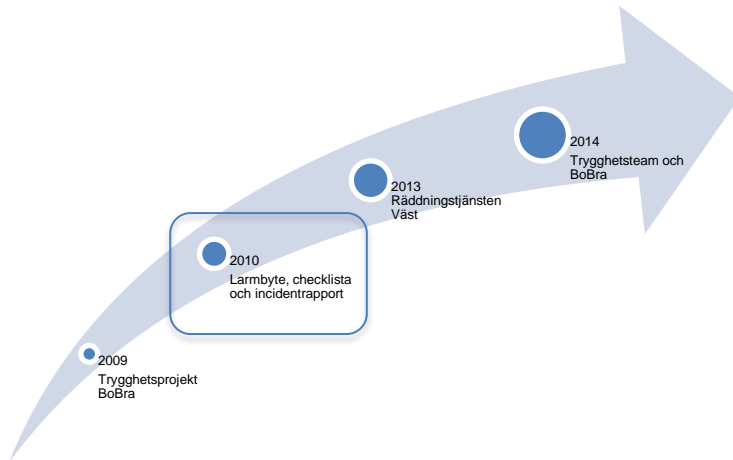 2014
Trygghetsteam och
BoBra
2013
Räddningstjänsten
Väst
2010
Larmbyte, checklista
och incidentrapport
2009
Trygghetsprojekt
BoBra